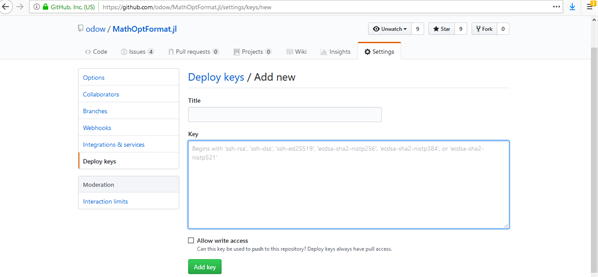 GitHub, Inc. (US) https://github.com/odow/MathOptFormat.jl/settings/keys/new
odow / MathOptFormat.jl
Unwatch 9 Star 9 Fork 0
Code Issues 4 Pull requests 0 Projects 0 Wiki Insights Settings
Options
Collaborators
Branches
Webhooks
Integrations & services
Deploy keys
Moderation
Interaction limits
Deploy keys / Add new
Title
Key
Begins with 'ssh-rsa', 'ssh-dss', 'ssh-ed25519', 'ecdsa-sha2-nistp256', 'ecdsa-sha2-nistp384', or 'ecdsa-sha2-
nistp521'
Allow write access
Can this key be used to push to this repository? Deploy keys always have pull access.
Add key